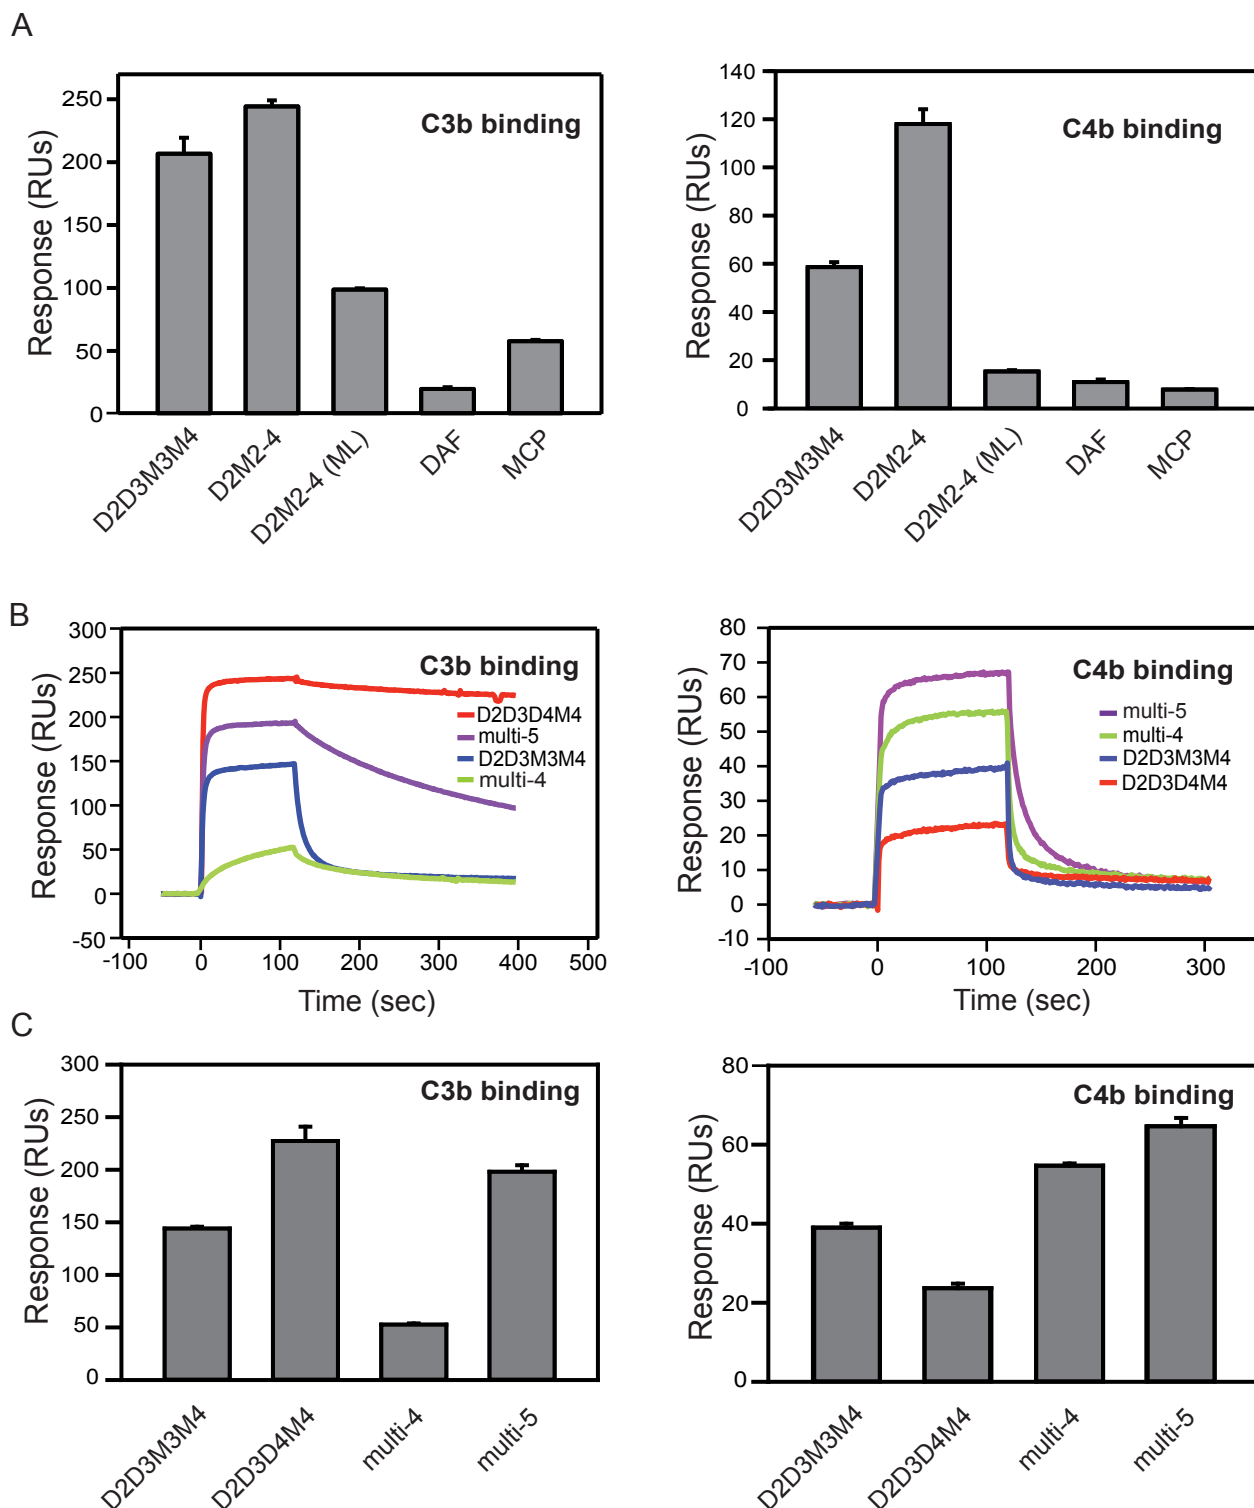 A
C3b binding
Response (RUs)
250
200
150
100
50
0
D2D3M3M4
D2M2-4
D2M2-4 (ML)
DAF
MCP
C4b binding
Response (RUs)
140
120
100
80
60
40
20
0
D2D3M3M4
D2M2-4
D2M2-4 (ML)
DAF
MCP
B
C3b binding
Response (RUs)
300
250
200
150
100
50
0
-50
D2D3D4M4
multi-5
D2D3M3M4
multi-4
-100 0 100 200 300 400 500
Time (sec)
C4b binding
Response (RUs)
80
70
60
50
40
30
20
10
0
-10
multi-5
multi-4
D2D3M3M4
D2D3D4M4
-100 0 100 200 300
Time (sec)
C
C3b binding
Response (RUs)
300
250
200
150
100
50
0
D2D3M3M4
D2D3D4M4
multi-4
multi-5
C4b binding
Response (RUs)
80
60
40
20
0
D2D3M3M4
D2D3D4M4
multi-4
multi-5